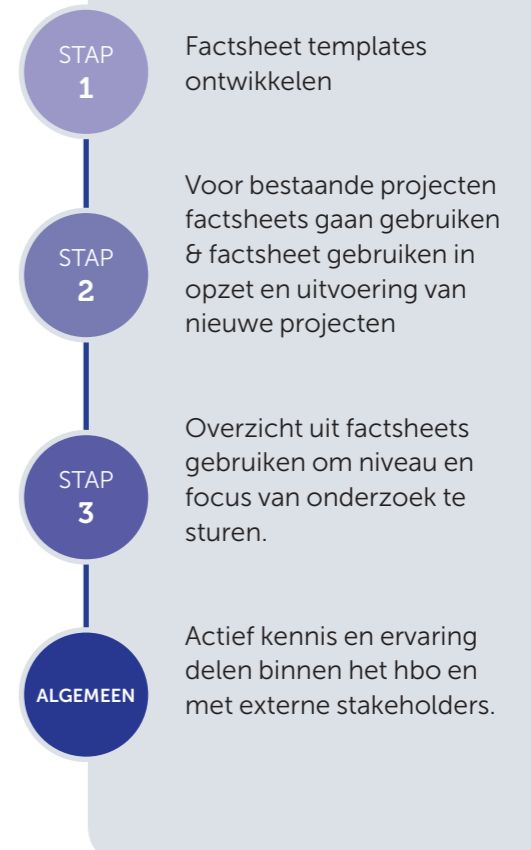 STAP
1
Factsheet templates
ontwikkelen
STAP
2
Voor bestaande projecten
factsheets gaan gebruiken
& factsheet gebruiken in
opzet en uitvoering van
nieuwe projecten
STAP
3
Overzicht uit factsheets
gebruiken om niveau en
focus van onderzoek te
sturen.
ALGEMEEN
Actief kennis en ervaring
delen binnen het hbo en
met externe stakeholders.